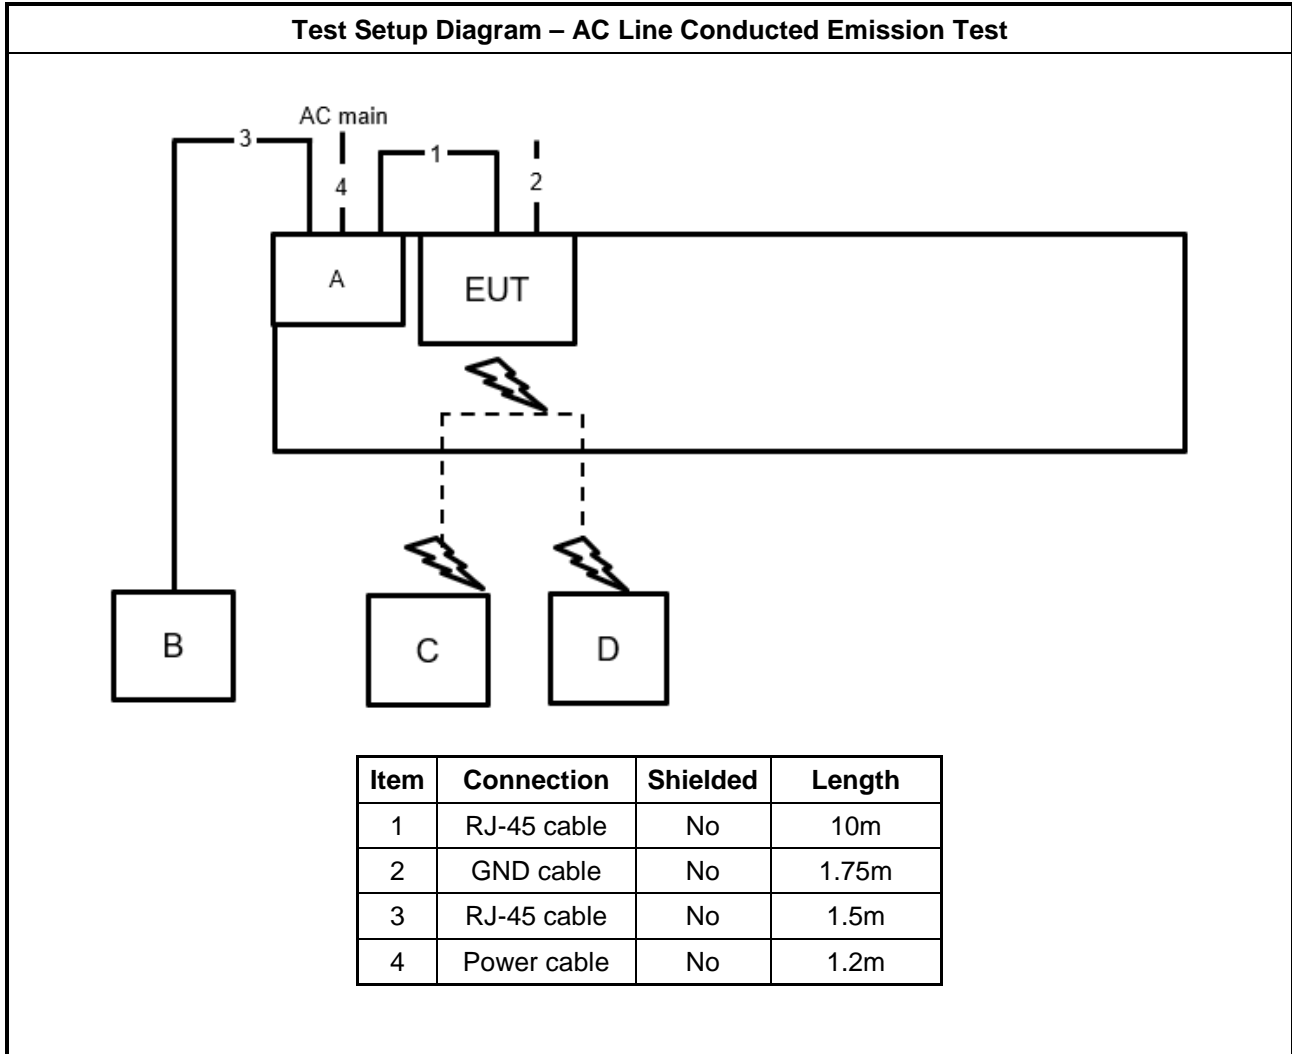 Test Setup Diagram – AC Line Conducted Emission Test
AC main
3
1
4
2
A
EUT
B
C
D
Item Connection Shielded Length
1 RJ-45 cable No 10m
2 GND cable No 1.75m
3 RJ-45 cable No 1.5m
4 Power cable No 1.2m